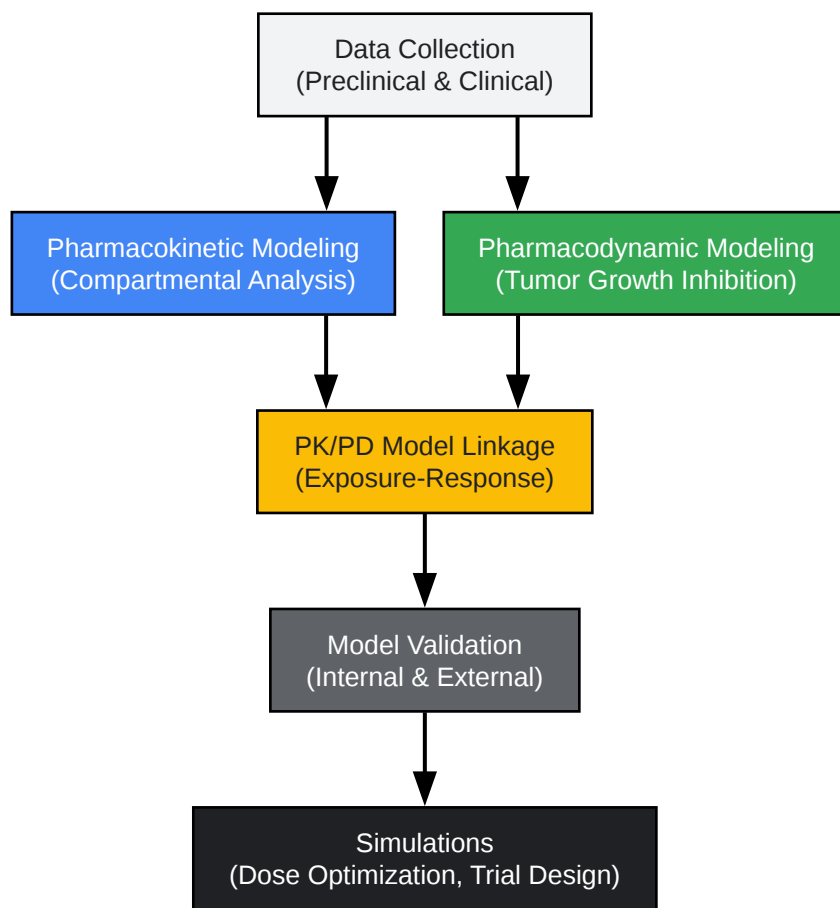 Data Collection
(Preclinical & Clinical)
Pharmacokinetic Modeling
(Compartmental Analysis)
Pharmacodynamic Modeling
(Tumor Growth Inhibition)
PK/PD Model Linkage
(Exposure-Response)
Model Validation
(Internal & External)
Simulations
(Dose Optimization, Trial Design)